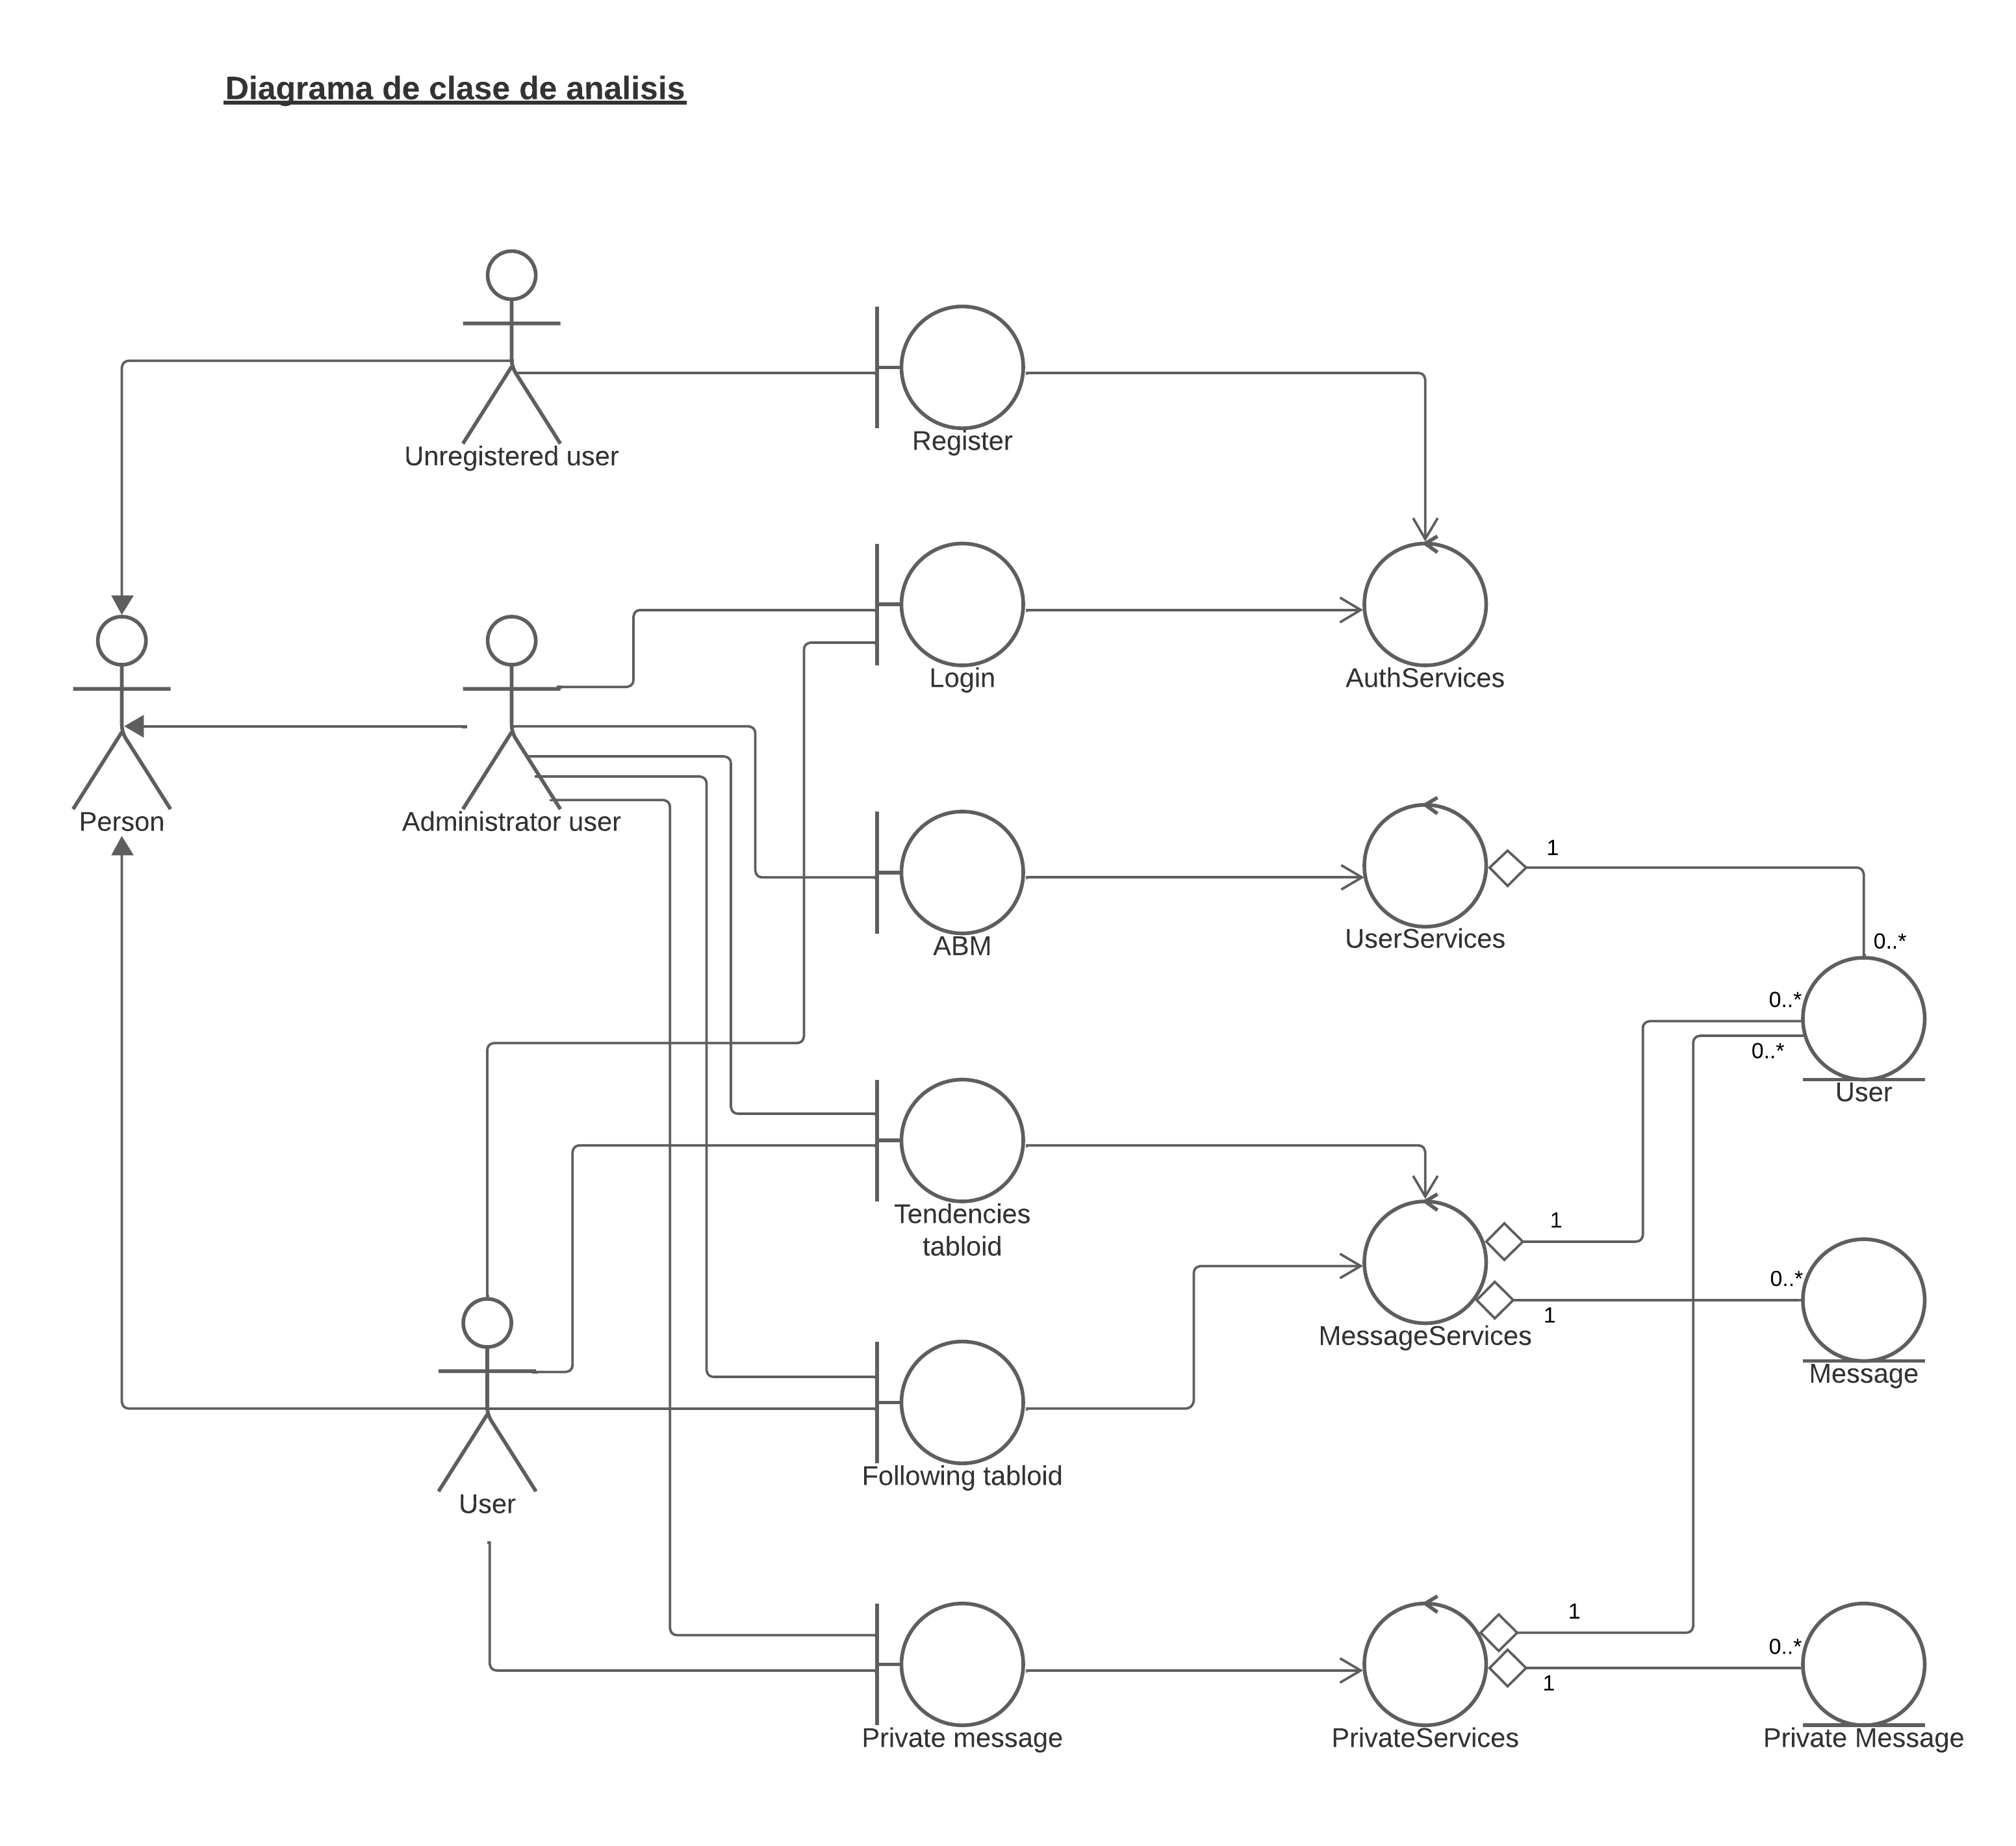 Diagrama de clase de analisis
Unregistered user
Register
Login
AuthServices
Person
Administrator user
1
ABM
UserServices
0..*
0..*
0..*
User
Tendencies
tabloid
1
0..*
1
MessageServices
Message
Following tabloid
User
1
0..*
1
Private message
PrivateServices
Private Message